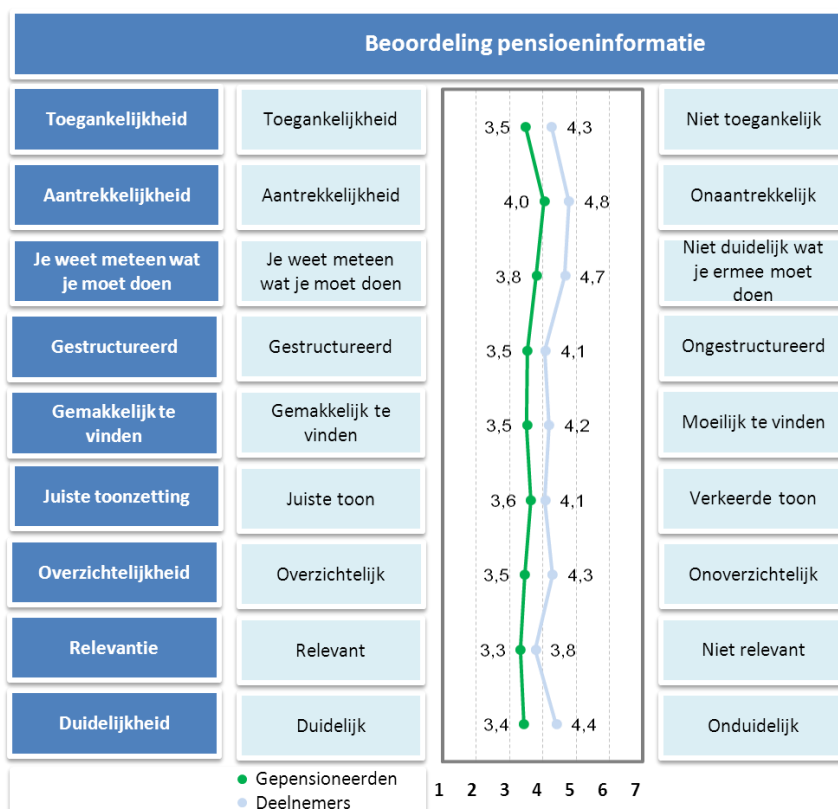 Beoordeling pensioeninformatie
Toegankelijkheid
Toegankelijkheid
3,5
4,3
Niet toegankelijk
Aantrekkelijkheid
Aantrekkelijkheid
4,0
4,8
Onaantrekkelijk
Je weet meteen wat
je moet doen
Je weet meteen
wat je moet doen
3,8
4,7
Niet duidelijk wat
je ermee moet
doen
Gestructureerd
Gestructureerd
3,5
4,1
Ongestructureerd
Gemakkelijk te
vinden
Gemakkelijk te
vinden
3,5
4,2
Moeilijk te vinden
Juiste toonzetting
Juiste toon
3,6
4,1
Verkeerde toon
Overzichtelijkheid
Overzichtelijk
3,5
4,3
Onoverzichtelijk
Relevantie
Relevant
3,3
3,8
Niet relevant
Duidelijkheid
Duidelijk
3,4
4,4
Onduidelijk
Gepensioneerden
Deelnemers
1 2 3 4 5 6 7